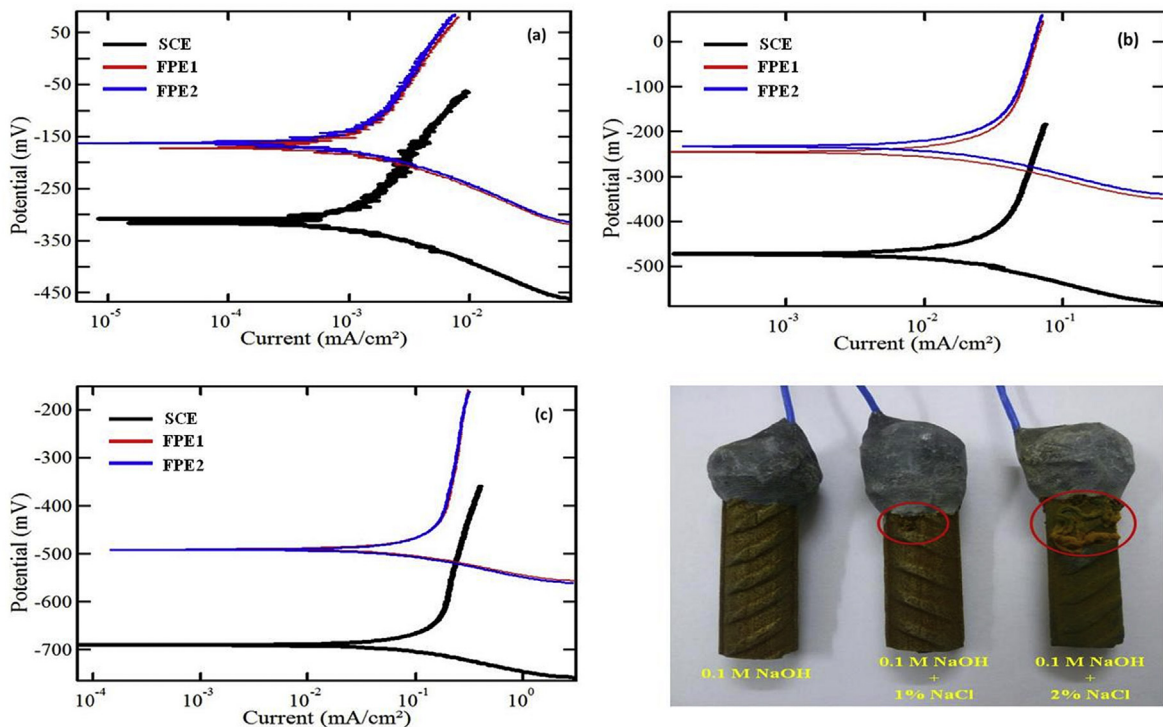 (a)
SCE
FPE1
FPE2
50
-50
-150
-250
-350
-450
Potential (mV)
10-5
10-4
10-3
10-2
Current (mA/cm²)
(b)
SCE
FPE1
FPE2
0
-100
-200
-300
-400
-500
Potential (mV)
10-3
10-2
10-1
Current (mA/cm²)
(c)
SCE
FPE1
FPE2
-200
-300
-400
-500
-600
-700
Potential (mV)
10-4
10-3
10-2
10-1
100
Current (mA/cm²)
0.1 M NaOH
0.1 M NaOH
+
1% NaCl
0.1 M NaOH
+
2% NaCl